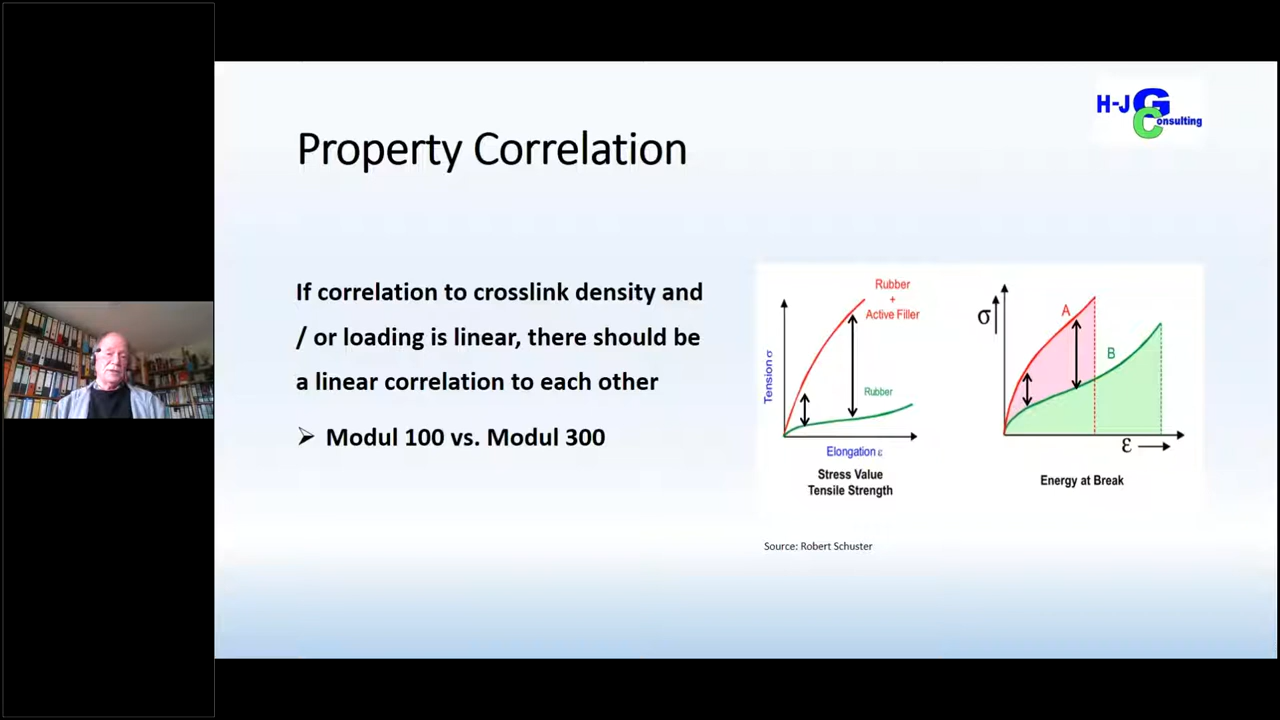 H-J G
Consulting
Property Correlation
If correlation to crosslink density and
/ or loading is linear, there should be
a linear correlation to each other
➢ Modul 100 vs. Modul 300
Rubber
+
Active Filler
Rubber
Tension σ
Elongation ε
Stress Value
Tensile Strength
σ
A
B
ε
Energy at Break
Source: Robert Schuster